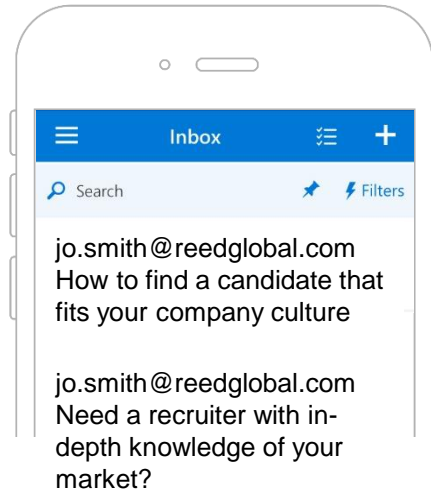 Inbox
Search
Filters
jo.smith@reedglobal.com
How to find a candidate that
fits your company culture
jo.smith@reedglobal.com
Need a recruiter with in-
depth knowledge of your
market?